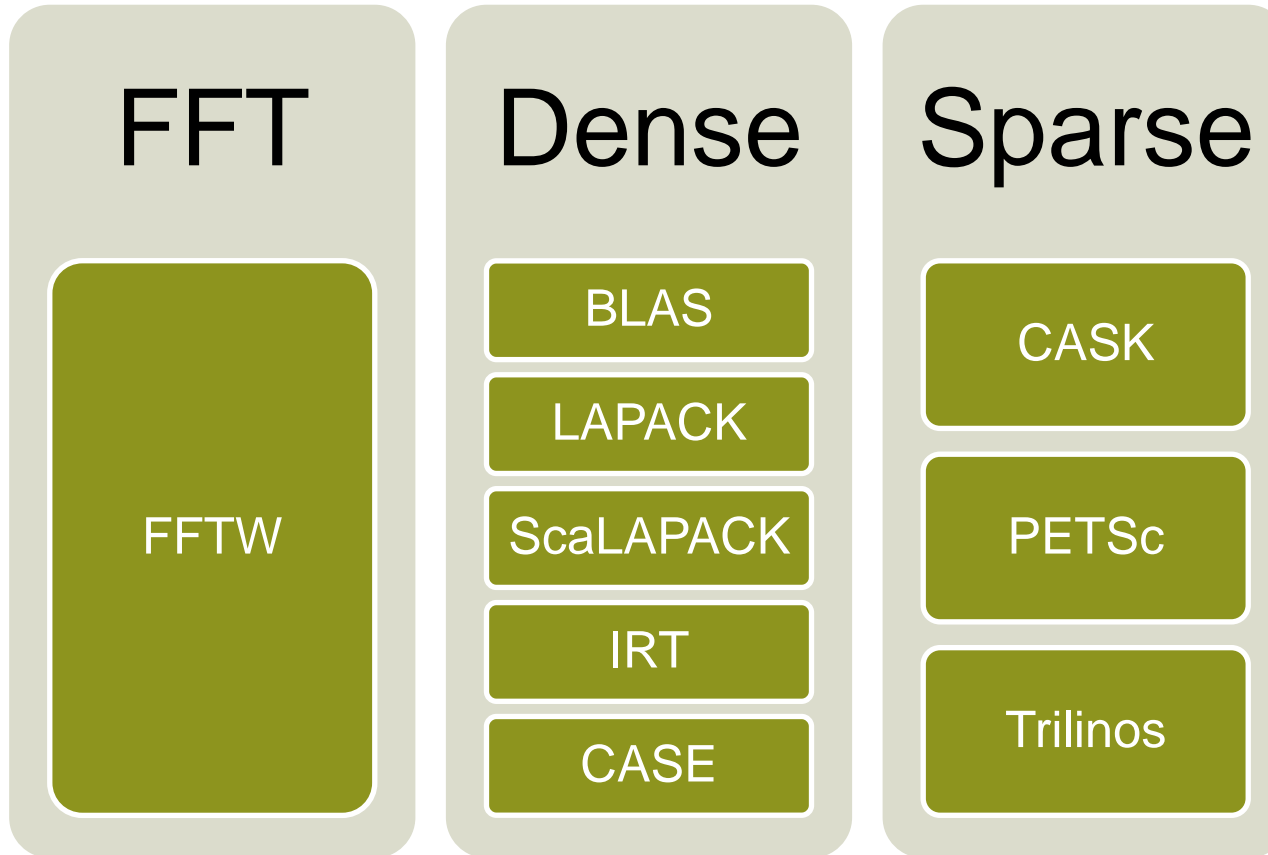 FFT
FFTW
Dense
BLAS
LAPACK
ScaLAPACK
IRT
CASE
Sparse
CASK
PETSc
Trilinos